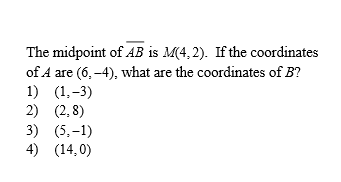 The midpoint of AB is M(4, 2). If the coordinates
of A are (6, –4), what are the coordinates of B?
1) (1, –3)
2) (2, 8)
3) (5, –1)
4) (14, 0)